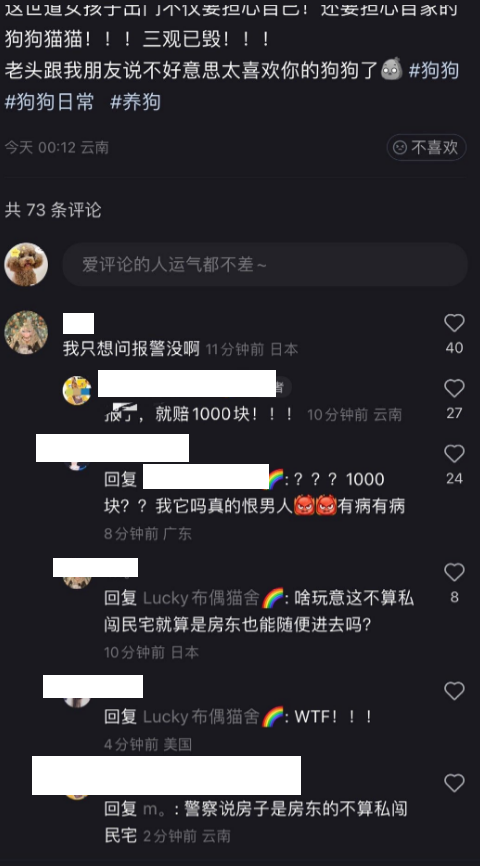 这世道女孩子出门不仅要担心自己！还要担心自家的
狗狗猫猫！！！三观已毁！！！
老头跟我朋友说不好意思太喜欢你的狗狗了 #狗狗
#狗狗日常 #养狗
今天 00:12 云南
不喜欢
共 73 条评论
爱评论的人运气都不差～
我只想问报警没啊 11分钟前 日本
40
报了，就赔1000块！！！ 10分钟前 云南
27
回复 🌈:？？？1000
24
块？？我它吗真的恨男人👹👹有病有病
8分钟前 广东
回复 Lucky布偶猫舍🌈: 啥玩意这不算私
8
闯民宅就算是房东也能随便进去吗?
10分钟前 日本
回复 Lucky布偶猫舍🌈: WTF！！！
4分钟前 美国
回复 m。: 警察说房子是房东的不算私闯
民宅 2分钟前 云南